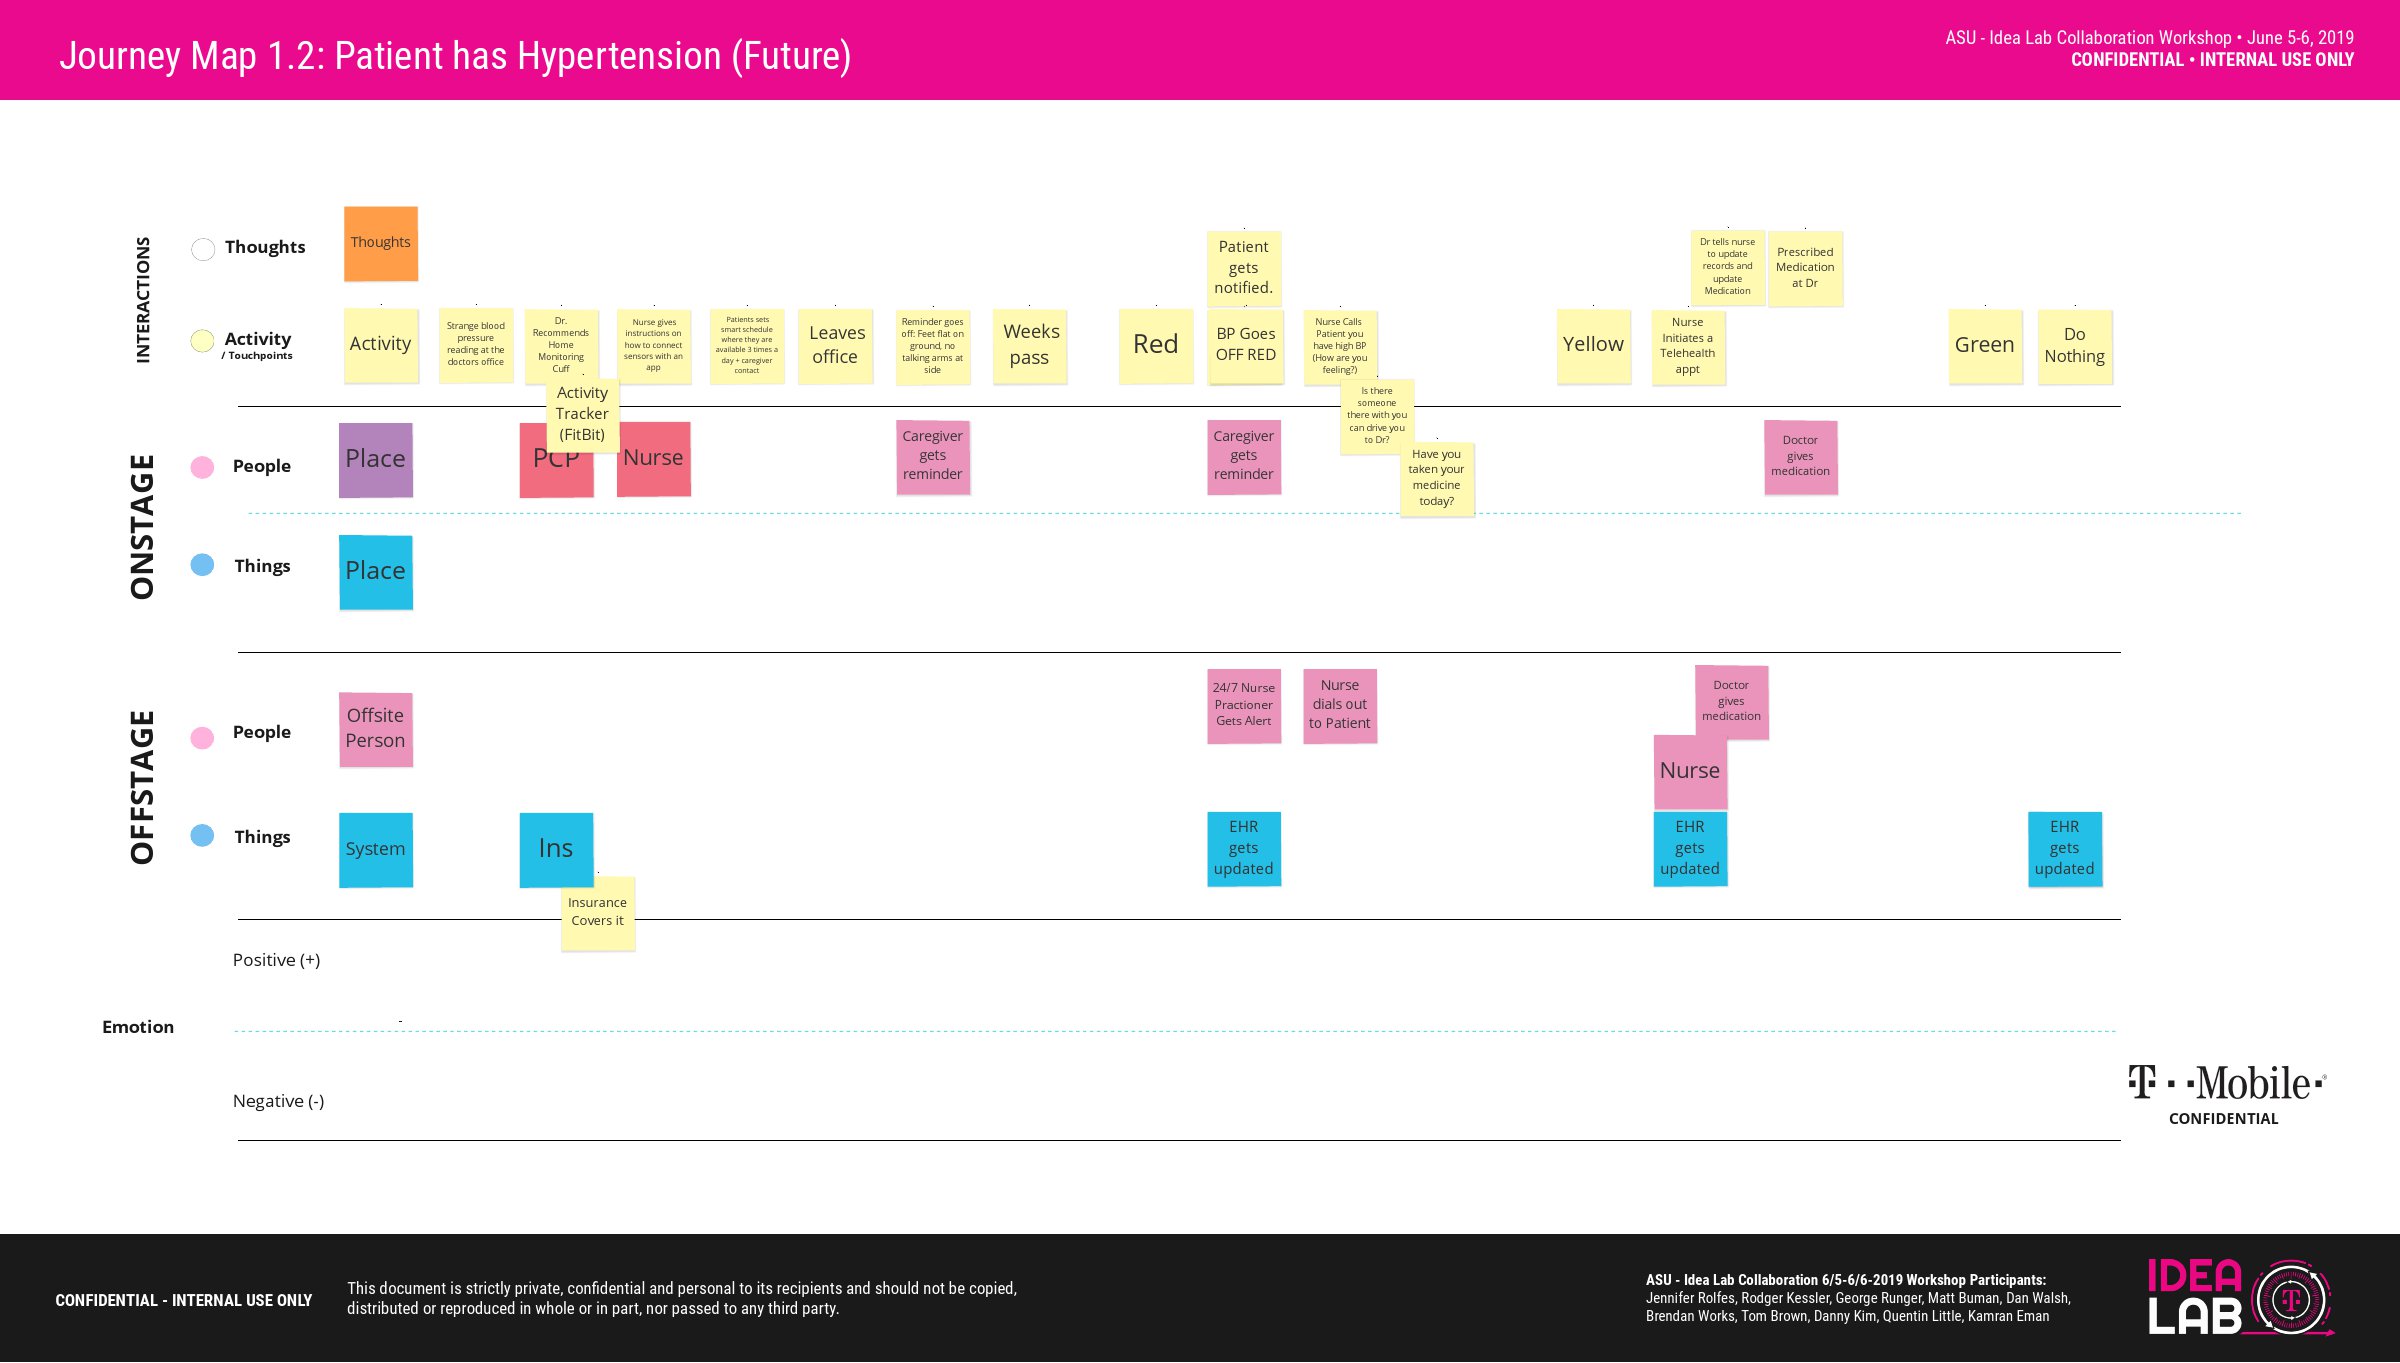 Journey Map 1.2: Patient has Hypertension (Future)
ASU - Idea Lab Collaboration Workshop • June 5-6, 2019
CONFIDENTIAL • INTERNAL USE ONLY
INTERACTIONS
Thoughts
Thoughts
Patient
gets
notified.
Dr tells nurse
to update
records and
update
Medication
Prescribed
Medication
at Dr
Activity
/ Touchpoints
Activity
Strange blood
pressure
reading at the
doctors office
Dr.
Recommends
Home
Monitoring
Cuff
Activity
Tracker
(FitBit)
Nurse gives
instructions on
how to connect
sensors with an
app
Patients sets
smart schedule
where they are
available 3 times a
day + caregiver
contact
Leaves
office
Reminder goes
off: Feet flat on
ground, no
talking arms at
side
Weeks
pass
Red
BP Goes
OFF RED
Nurse Calls
Patient you
have high BP
(How are you
feeling?)
Is there
someone
there with you
can drive you
to Dr?
Have you
taken your
medicine
today?
Yellow
Nurse
Initiates a
Telehealth
appt
Green
Do
Nothing
ONSTAGE
People
Place
PCP
Nurse
Caregiver
gets
reminder
Caregiver
gets
reminder
Doctor
gives
medication
Things
Place
OFFSTAGE
People
Offsite
Person
24/7 Nurse
Practioner
Gets Alert
Nurse
dials out
to Patient
Doctor
gives
medication
Nurse
Things
System
Ins
Insurance
Covers it
EHR
gets
updated
EHR
gets
updated
EHR
gets
updated
Positive (+)
Emotion
-
Negative (-)
T··Mobile·®
CONFIDENTIAL
CONFIDENTIAL - INTERNAL USE ONLY
This document is strictly private, confidential and personal to its recipients and should not be copied,
distributed or reproduced in whole or in part, nor passed to any third party.
ASU - Idea Lab Collaboration 6/5-6/6-2019 Workshop Participants:
Jennifer Rolfes, Rodger Kessler, George Runger, Matt Buman, Dan Walsh,
Brendan Works, Tom Brown, Danny Kim, Quentin Little, Kamran Eman
IDEA
LAB
T